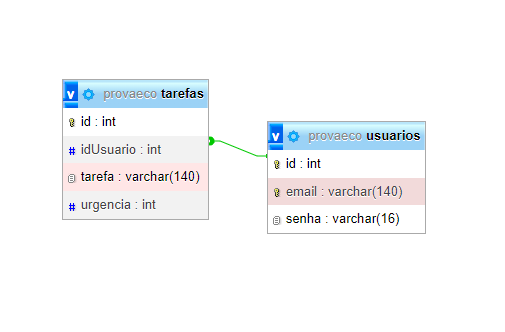 v provaeco tarefas
id : int
# idUsuario : int
tarefa : varchar(140)
# urgencia : int
v provaeco usuarios
id : int
email : varchar(140)
senha : varchar(16)